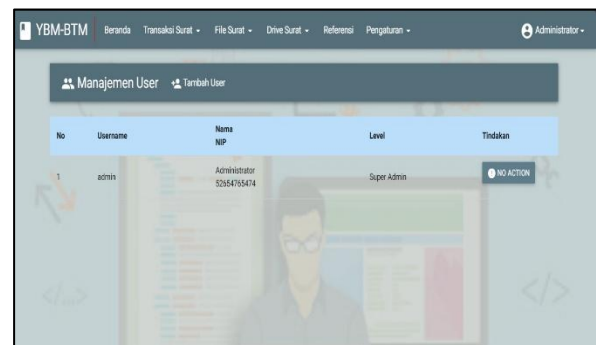 YBM-BTM Beranda Transaksi Surat File Surat Drive Surat Referensi Pengaturan Administrator
Manajemen User Tambah User
No Username Nama Level Tindakan
NIP
1 admin Administrator Super Admin NO ACTION
52654765474